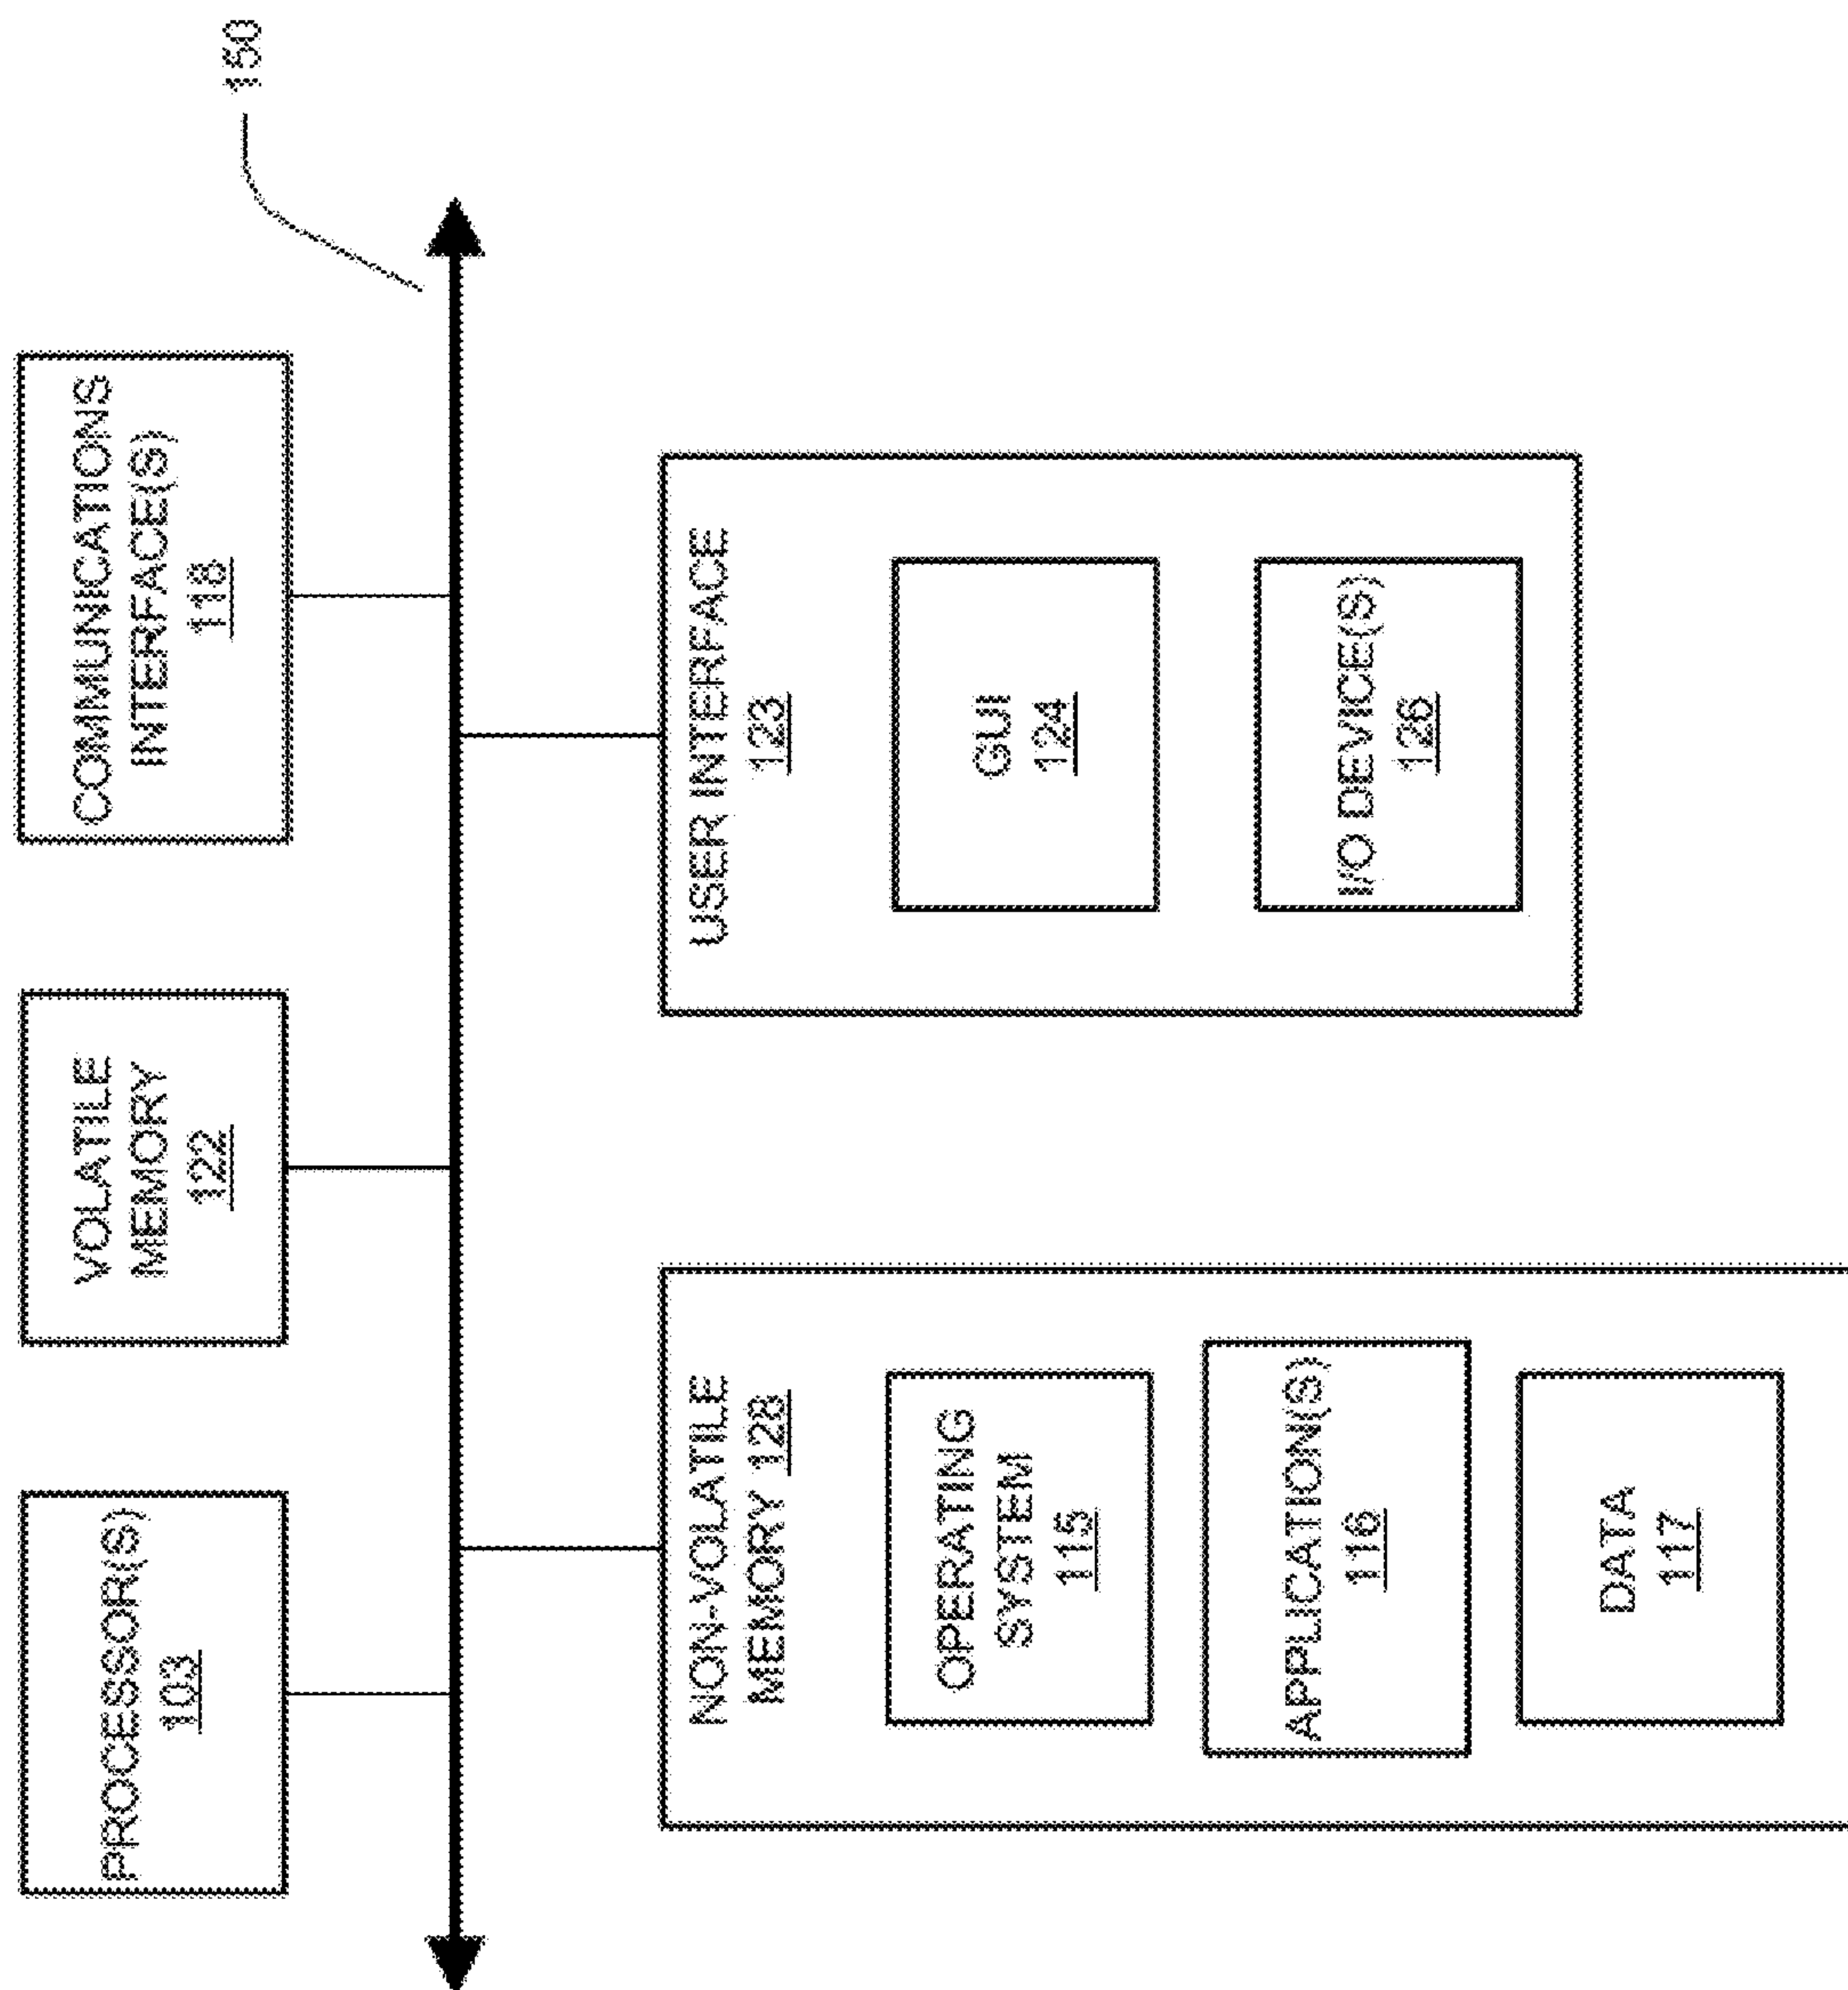 PROCESSOR(S)
103
VOLATILE
MEMORY
122
COMMUNICATIONS
INTERFACE(S)
118
150
NON-VOLATILE
MEMORY 128
OPERATING
SYSTEM
115
APPLICATION(S)
116
DATA
117
USER INTERFACE
123
GUI
124
I/O DEVICE(S)
126